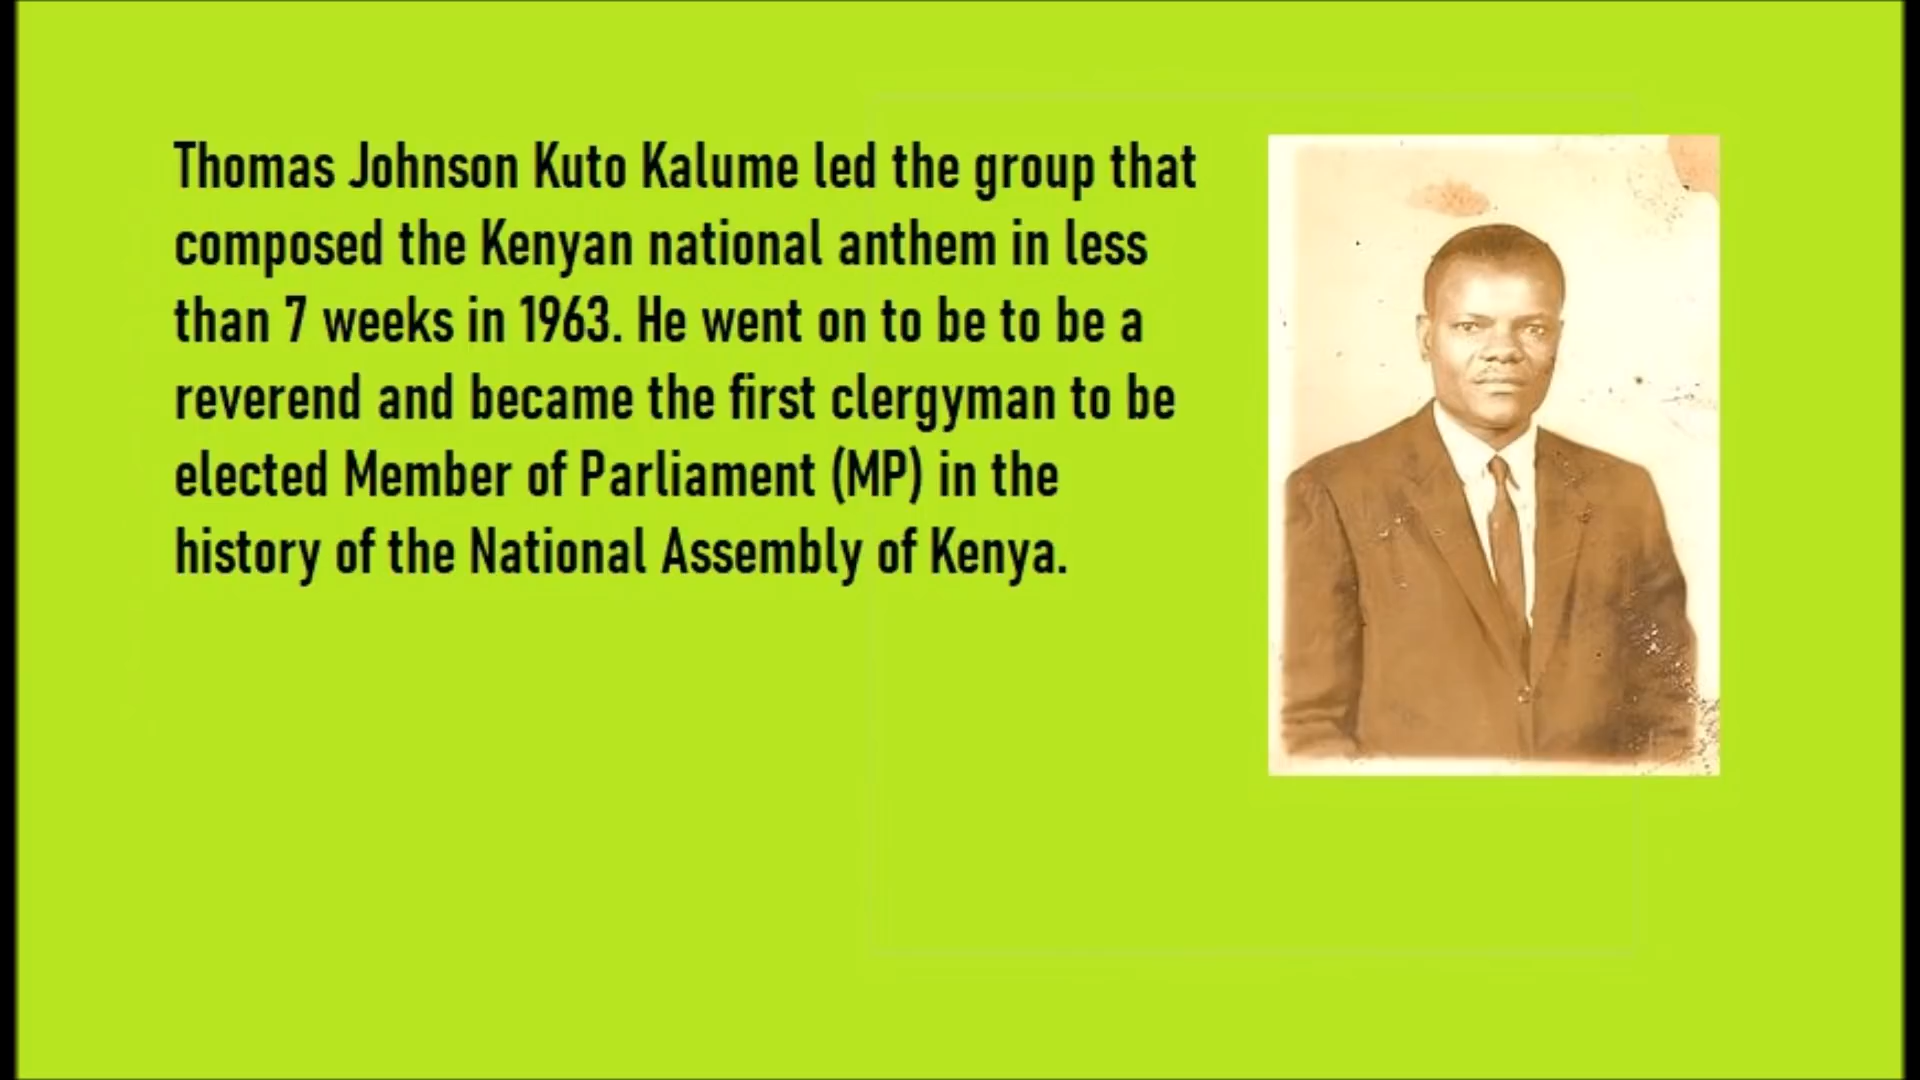 Thomas Johnson Kuto Kalume led the group that
composed the Kenyan national anthem in less
than 7 weeks in 1963. He went on to be to be a
reverend and became the first clergyman to be
elected Member of Parliament (MP) in the
history of the National Assembly of Kenya.